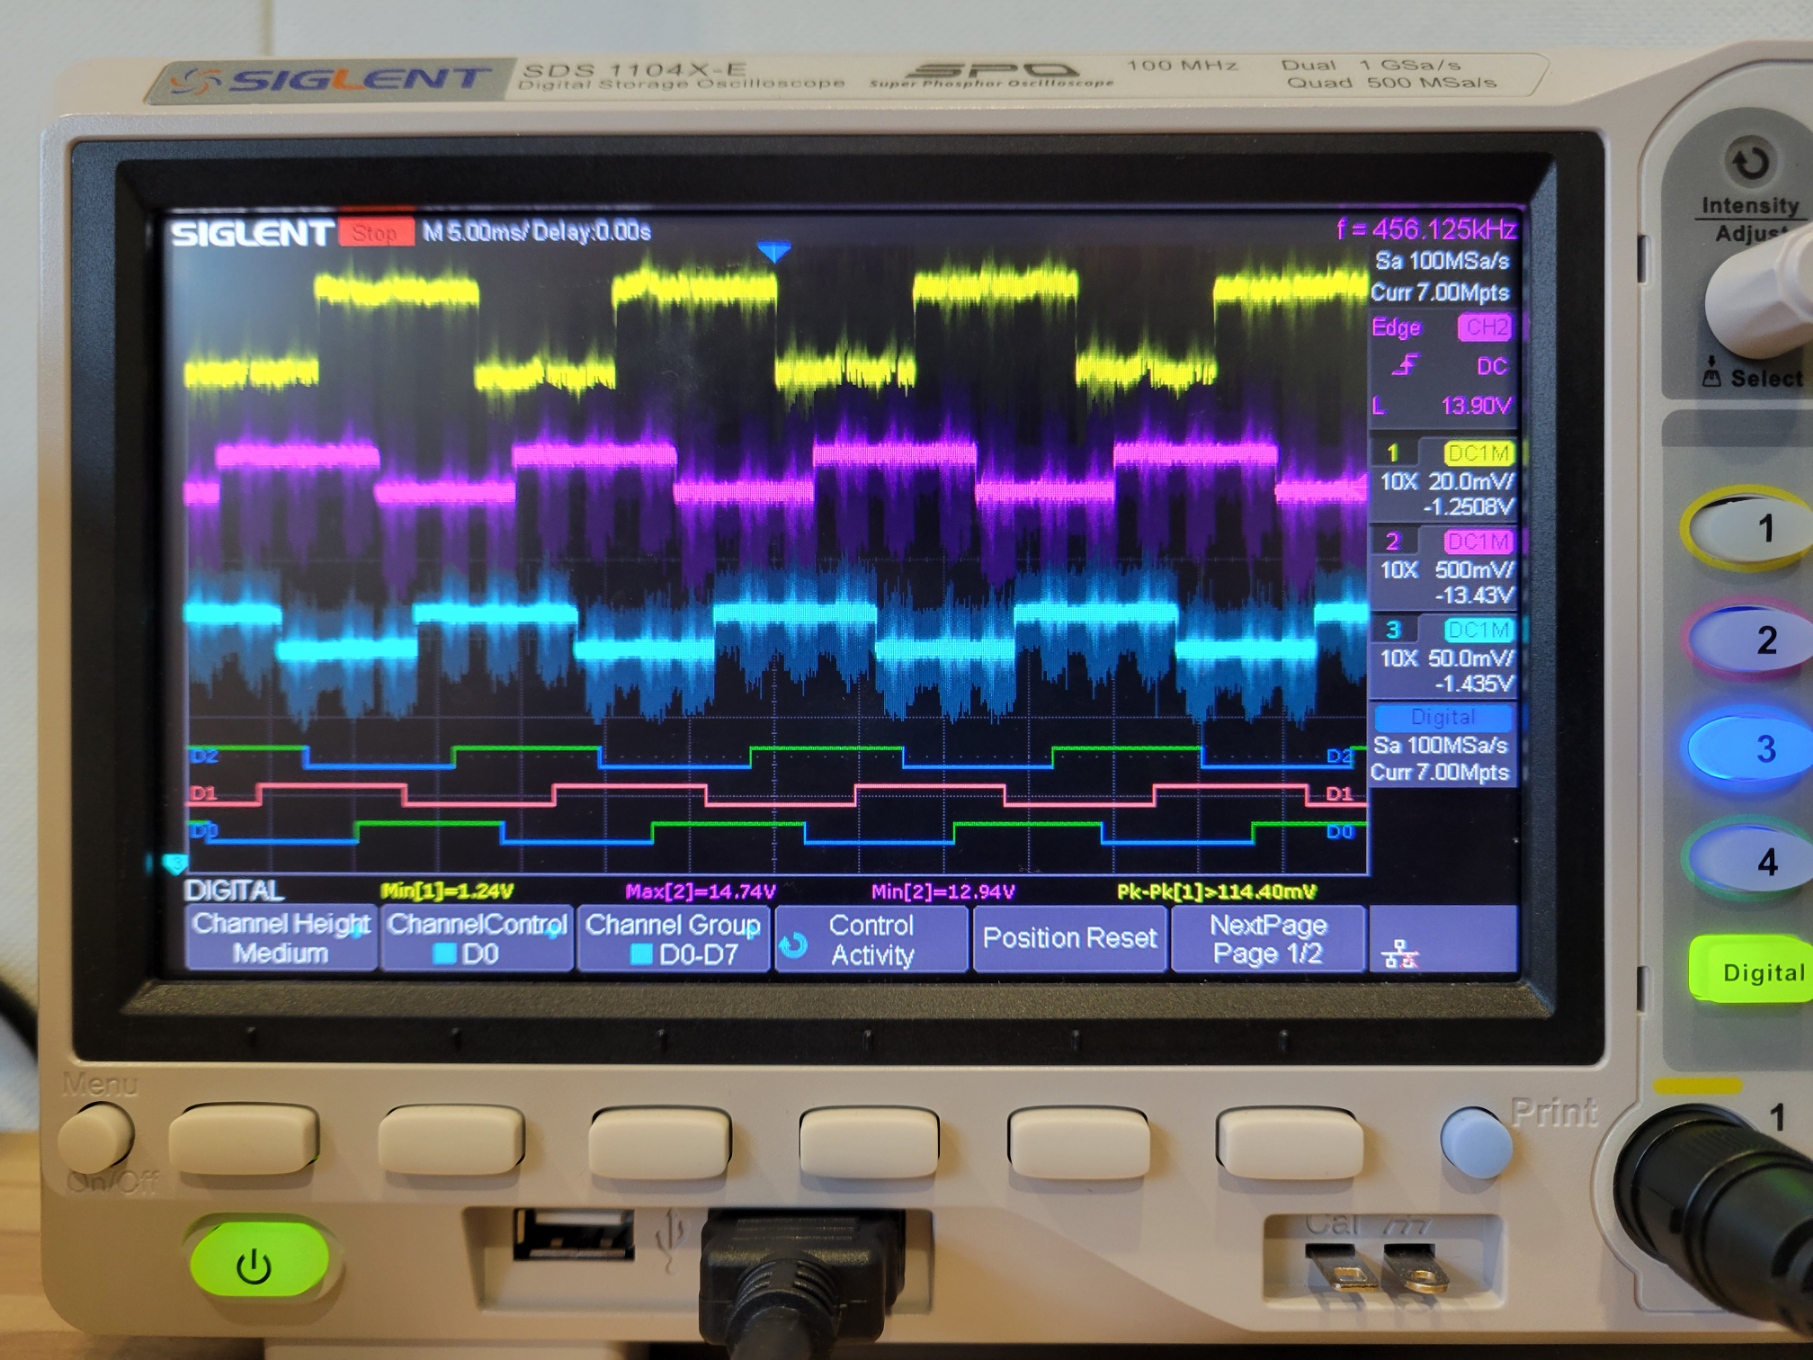 SIGLENT SDS 1104X-E
Digital Storage Oscilloscope
SPO
Super Phosphor Oscilloscope
100 MHz
Dual 1 GSa/s
Quad 500 MSa/s
Intensity
Adjust
Select
SIGLENT Stop M 5.00ms/ Delay:0.00s
f = 456.125kHz
Sa 100MSa/s
Curr 7.00Mpts
Edge CH2
DC
L 13.90V
1 DC1M
10X 20.0mV/
-1.2508V
2 DC1M
10X 500mV/
-13.43V
3 DC1M
10X 50.0mV/
-1.435V
Digital
Sa 100MSa/s
Curr 7.00Mpts
D2 D2
D1 D1
D0 D0
3
DIGITAL Min[1]=1.24V Max[2]=14.74V Min[2]=12.94V Pk-Pk[1]>114.40mV
Channel Height
Medium
ChannelControl
D0
Channel Group
D0-D7
Control
Activity
Position Reset
NextPage
Page 1/2
1
2
3
4
Digital
Menu
On/Off
Print
1
Cal